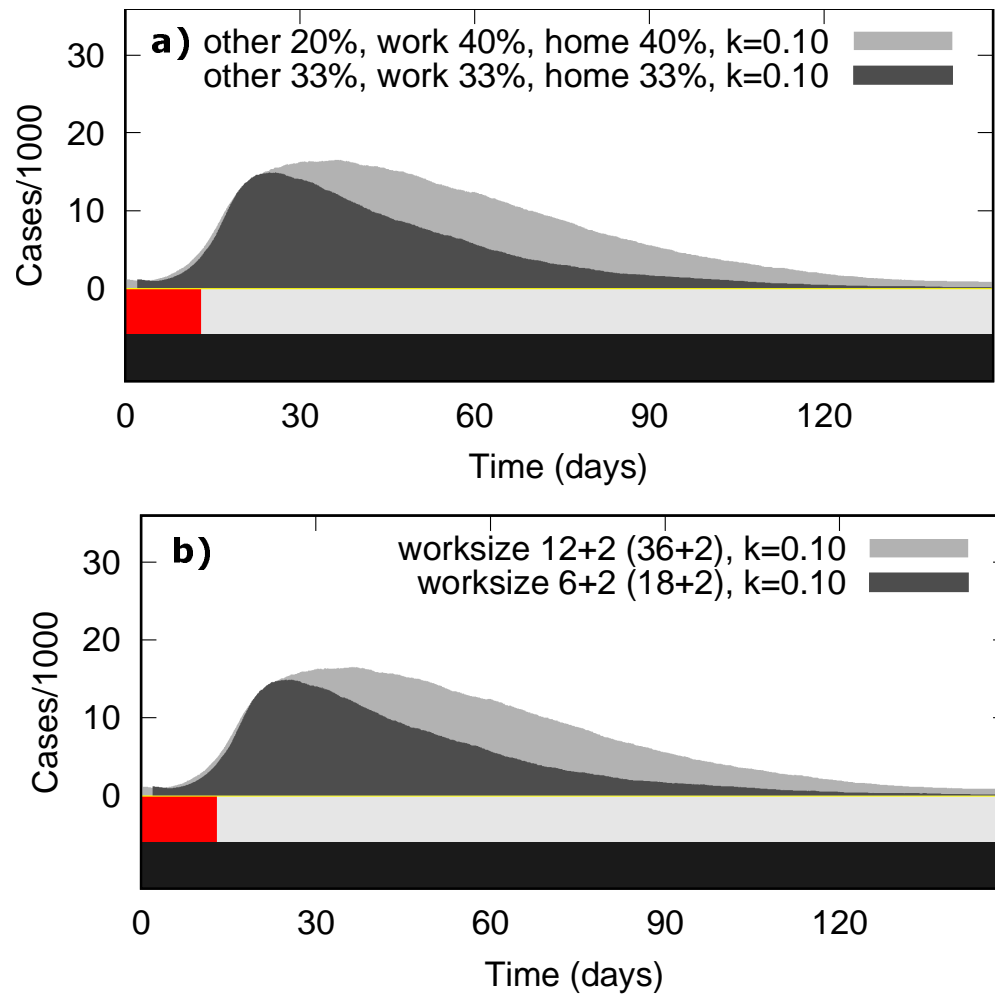 a) other 20%, work 40%, home 40%, k=0.10
other 33%, work 33%, home 33%, k=0.10
30
20
10
0
Cases/1000
0 30 60 90 120
Time (days)
b) worksize 12+2 (36+2), k=0.10
worksize 6+2 (18+2), k=0.10
30
20
10
0
Cases/1000
0 30 60 90 120
Time (days)